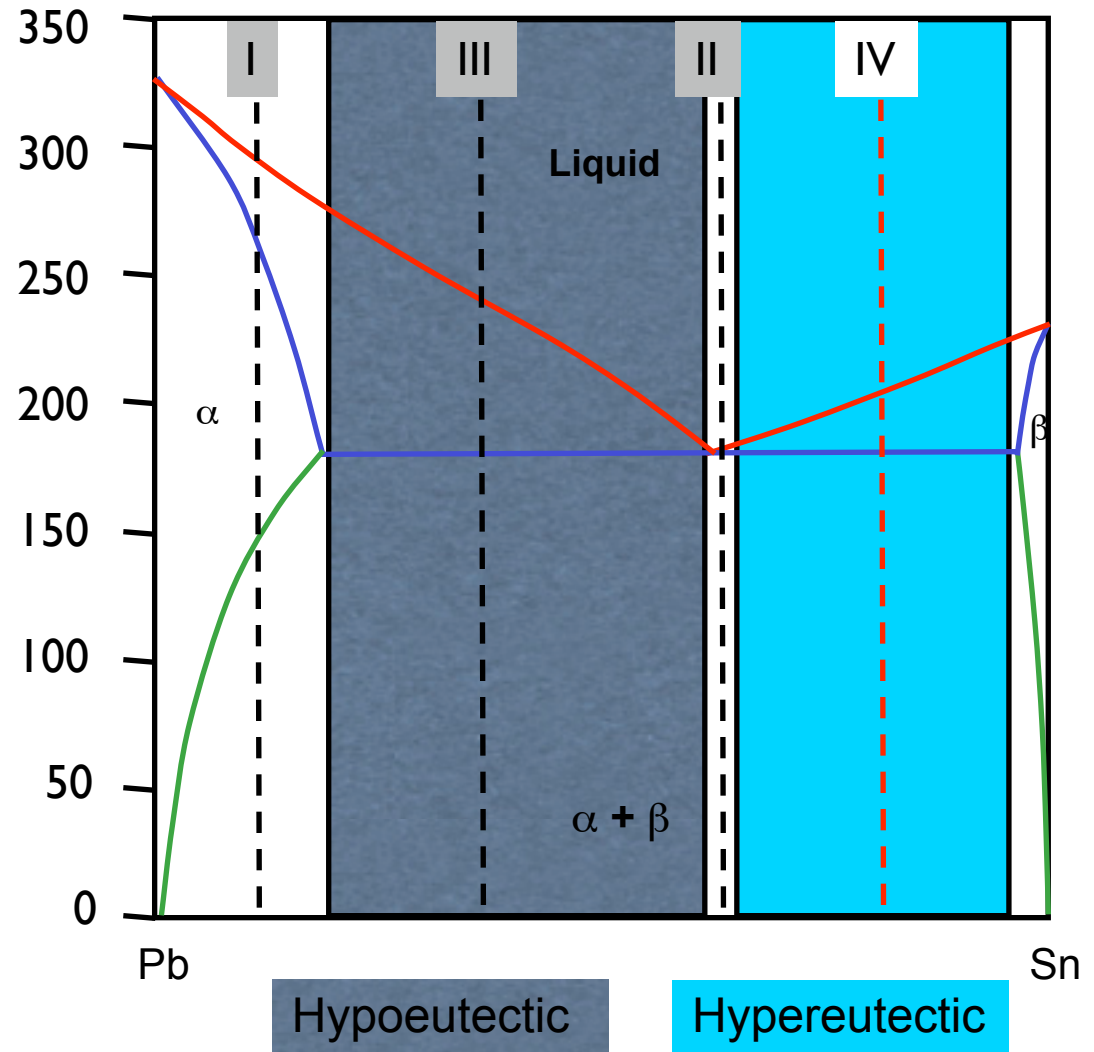 350
I
III
II
IV
300
Liquid
250
200
α
β
150
100
50
α + β
0
Pb
Sn
Hypoeutectic
Hypereutectic